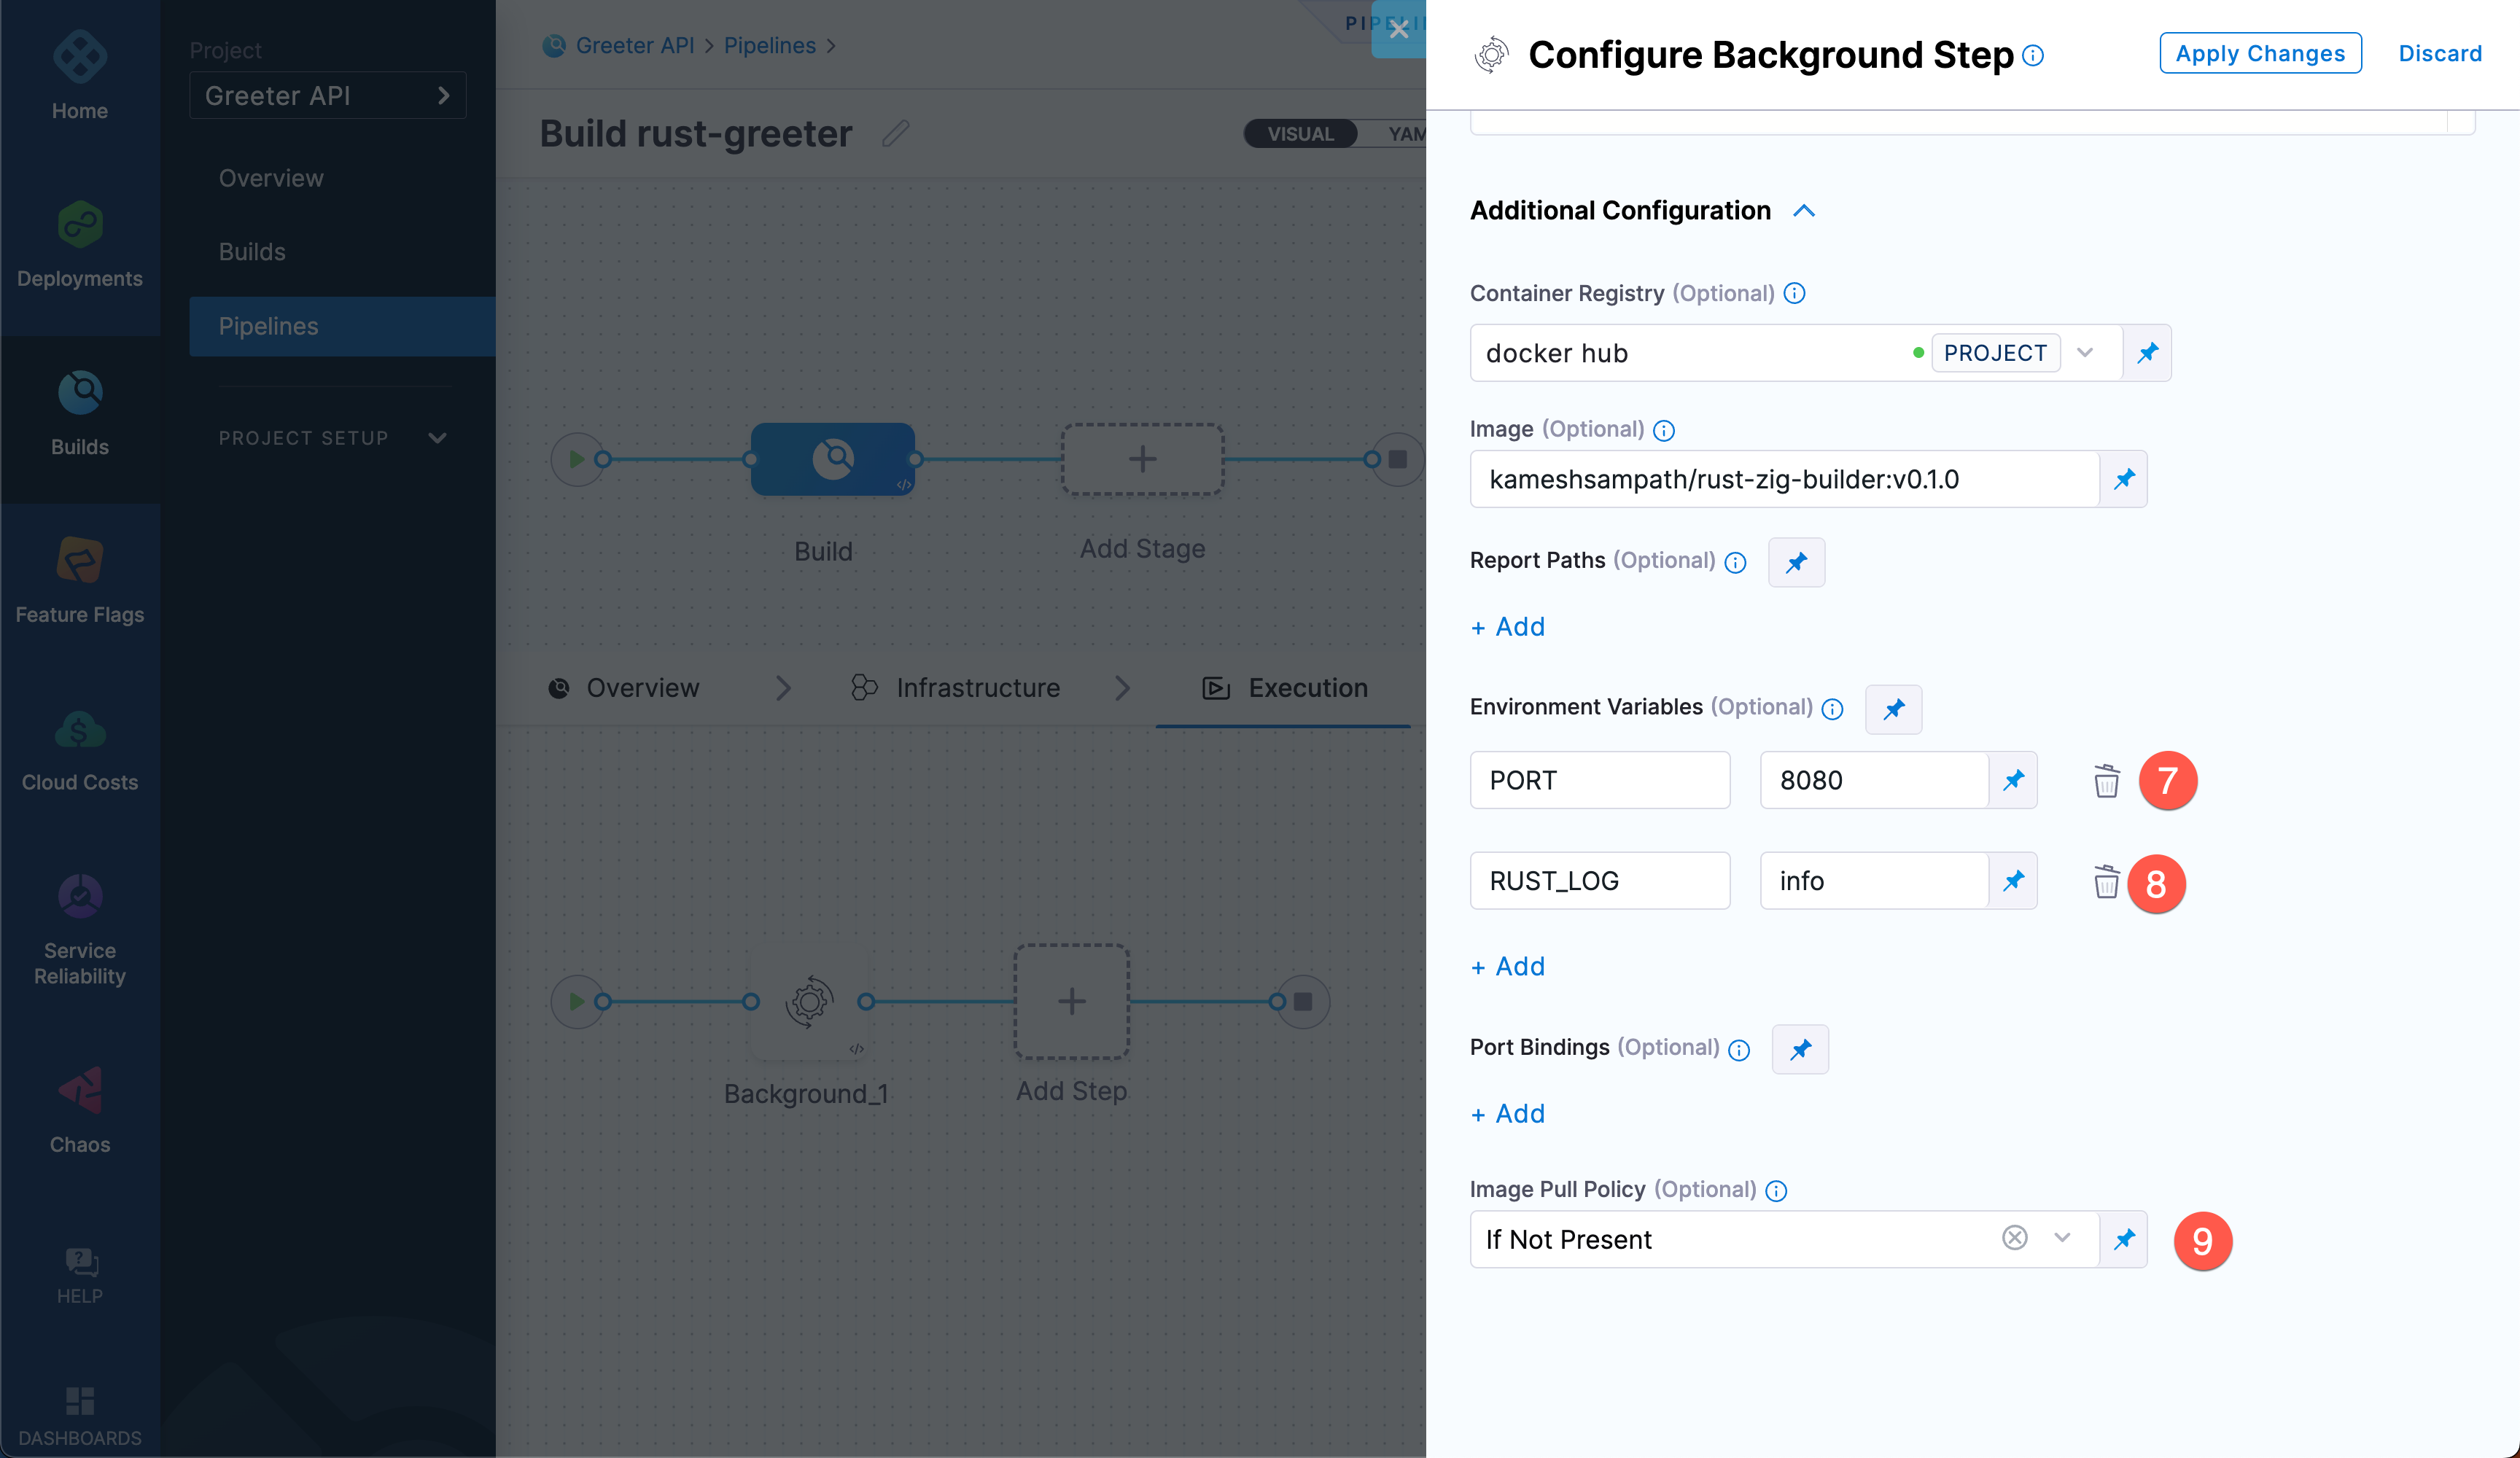 Home
Deployments
Builds
Feature Flags
Cloud Costs
Service
Reliability
Chaos
HELP
DASHBOARDS
Project
Greeter API
Overview
Builds
Pipelines
PROJECT SETUP
Greeter API
Pipelines
Build rust-greeter
VISUAL
Build
Add Stage
Overview
Infrastructure
Execution
Background_1
Add Step
Configure Background Step
Apply Changes
Discard
Additional Configuration
Container Registry (Optional)
docker hub
PROJECT
Image (Optional)
kameshsampath/rust-zig-builder:v0.1.0
Report Paths (Optional)
+ Add
Environment Variables (Optional)
PORT 8080 7
RUST_LOG info 8
+ Add
Port Bindings (Optional)
+ Add
Image Pull Policy (Optional)
If Not Present 9